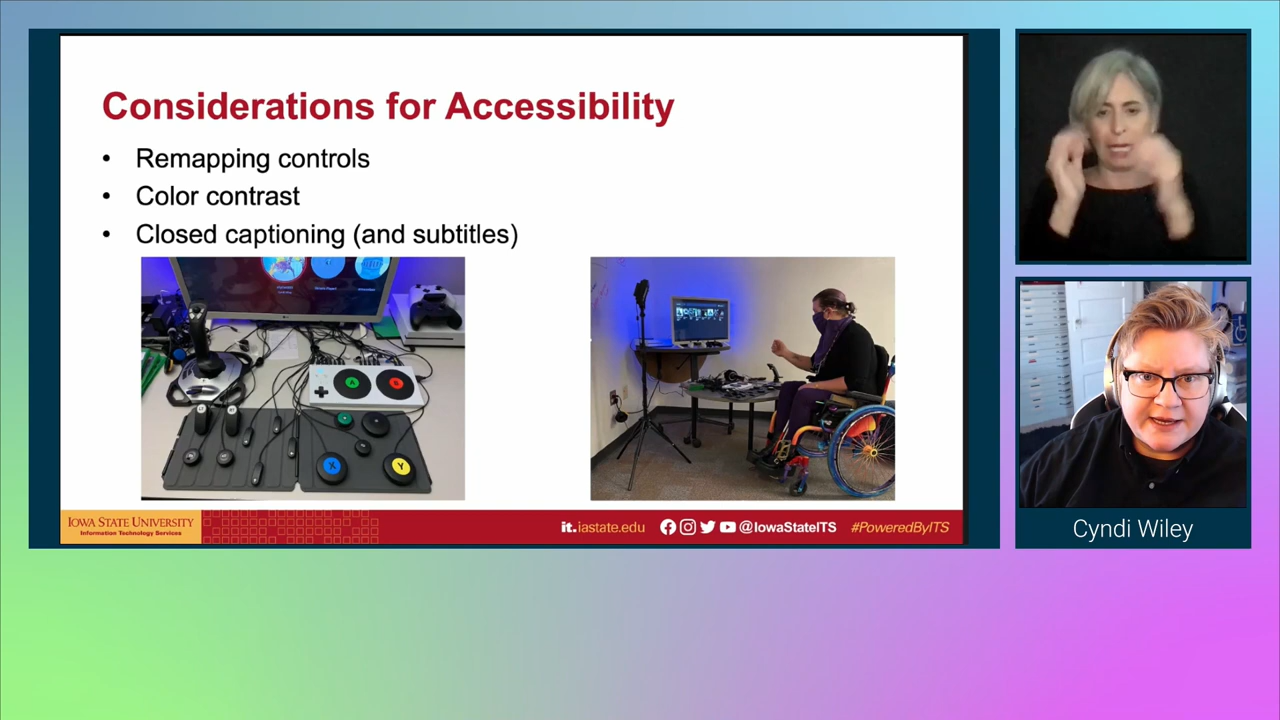 Considerations for Accessibility
• Remapping controls
• Color contrast
• Closed captioning (and subtitles)
A
B
X
Y
IOWA STATE UNIVERSITY
Information Technology Services
it.iastate.edu
@IowaStateITS
#PoweredByITS
Cyndi Wiley